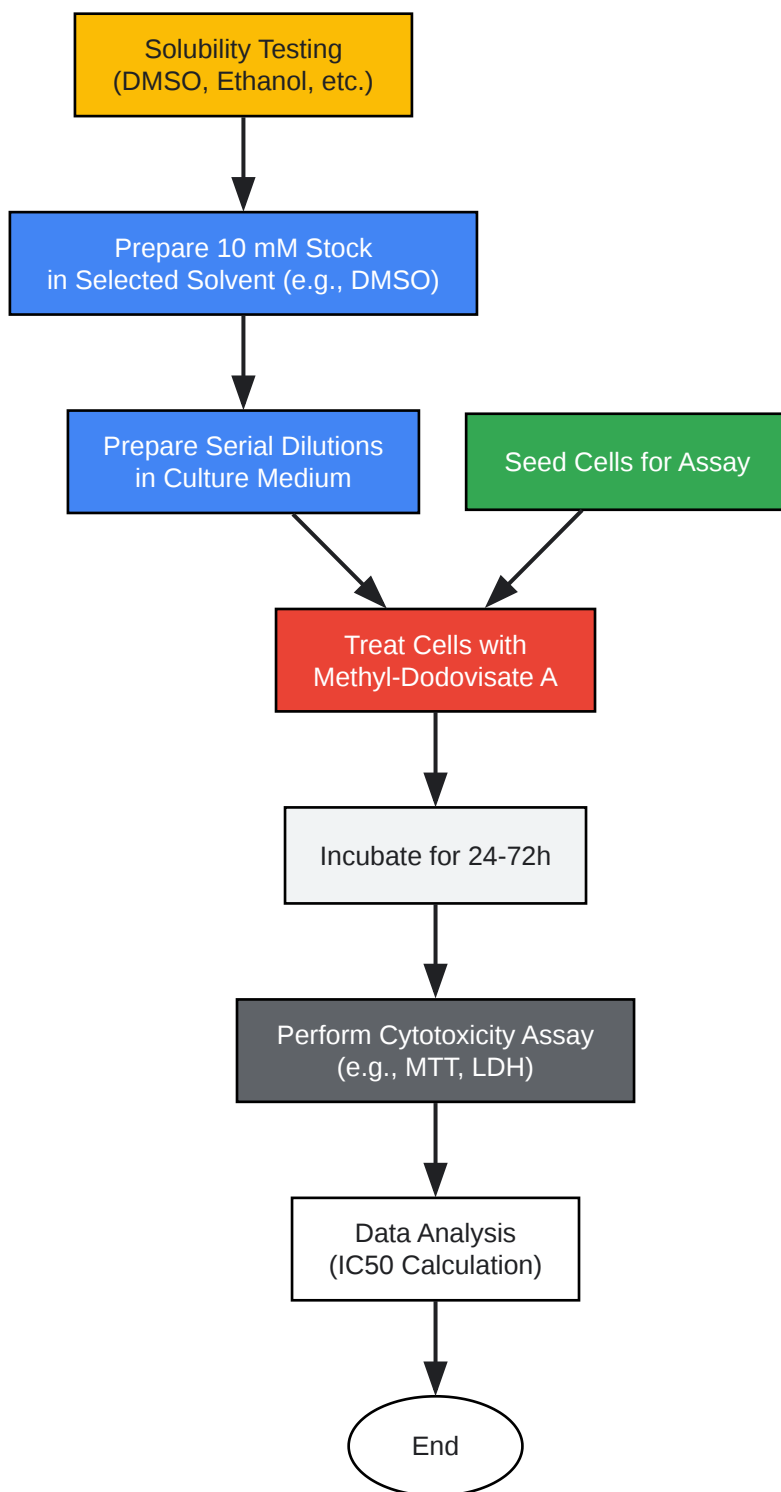 Solubility Testing
(DMSO, Ethanol, etc.)
Prepare 10 mM Stock
in Selected Solvent (e.g., DMSO)
Prepare Serial Dilutions
in Culture Medium
Seed Cells for Assay
Treat Cells with
Methyl-Dodovisate A
Incubate for 24-72h
Perform Cytotoxicity Assay
(e.g., MTT, LDH)
Data Analysis
(IC50 Calculation)
End